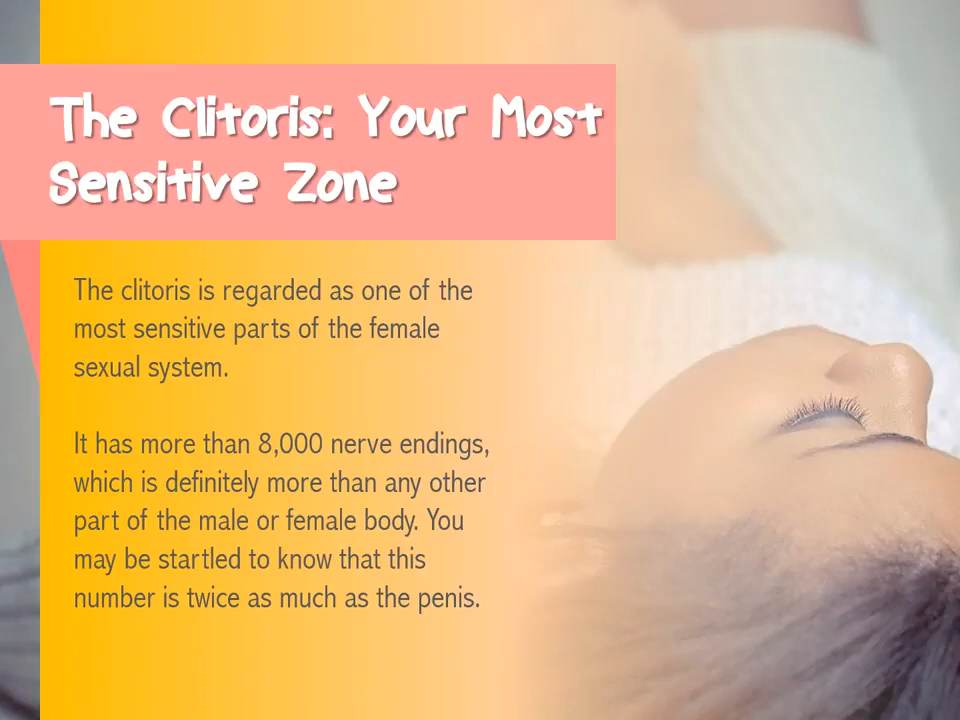 The Clitoris: Your Most
Sensitive Zone
The clitoris is regarded as one of the
most sensitive parts of the female
sexual system.
It has more than 8,000 nerve endings,
which is definitely more than any other
part of the male or female body. You
may be startled to know that this
number is twice as much as the penis.